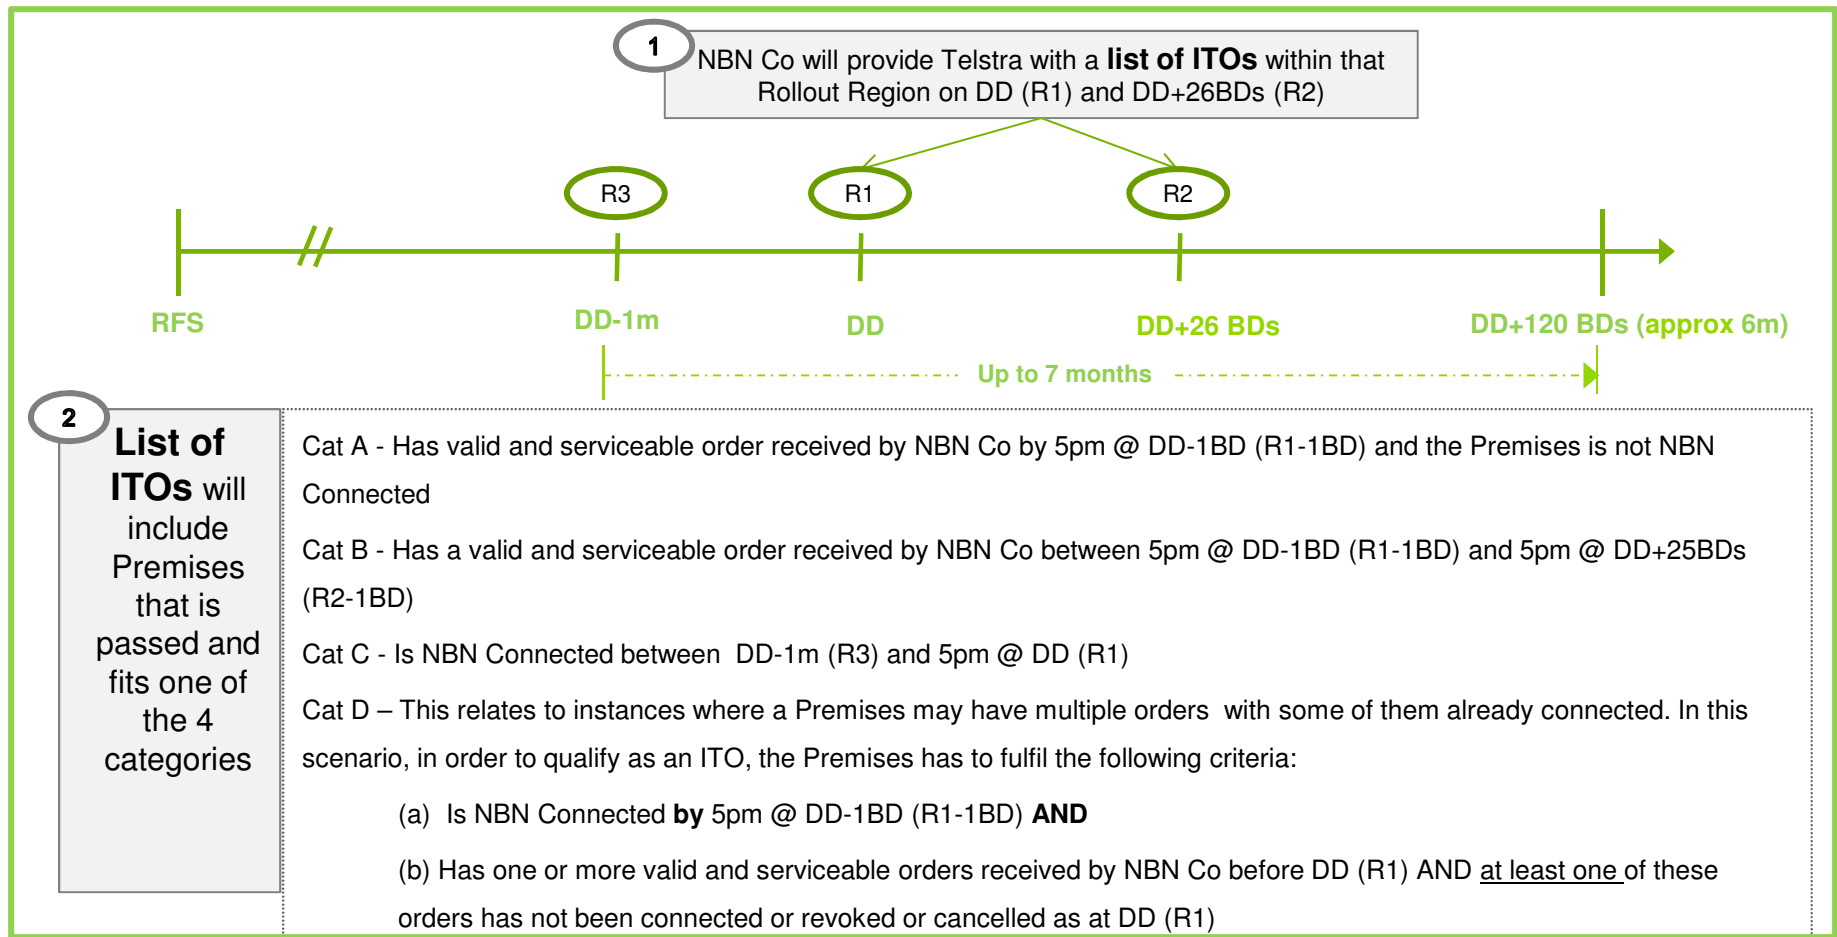 1
NBN Co will provide Telstra with a list of ITOs within that
Rollout Region on DD (R1) and DD+26BDs (R2)
R3
R1
R2
RFS
DD-1m
DD
DD+26 BDs
DD+120 BDs (approx 6m)
Up to 7 months
2
List of
ITOs will
include
Premises
that is
passed and
fits one of
the 4
categories
Cat A - Has valid and serviceable order received by NBN Co by 5pm @ DD-1BD (R1-1BD) and the Premises is not NBN
Connected
Cat B - Has a valid and serviceable order received by NBN Co between 5pm @ DD-1BD (R1-1BD) and 5pm @ DD+25BDs
(R2-1BD)
Cat C - Is NBN Connected between DD-1m (R3) and 5pm @ DD (R1)
Cat D – This relates to instances where a Premises may have multiple orders with some of them already connected. In this
scenario, in order to qualify as an ITO, the Premises has to fulfil the following criteria:
(a) Is NBN Connected by 5pm @ DD-1BD (R1-1BD) AND
(b) Has one or more valid and serviceable orders received by NBN Co before DD (R1) AND at least one of these
orders has not been connected or revoked or cancelled as at DD (R1)